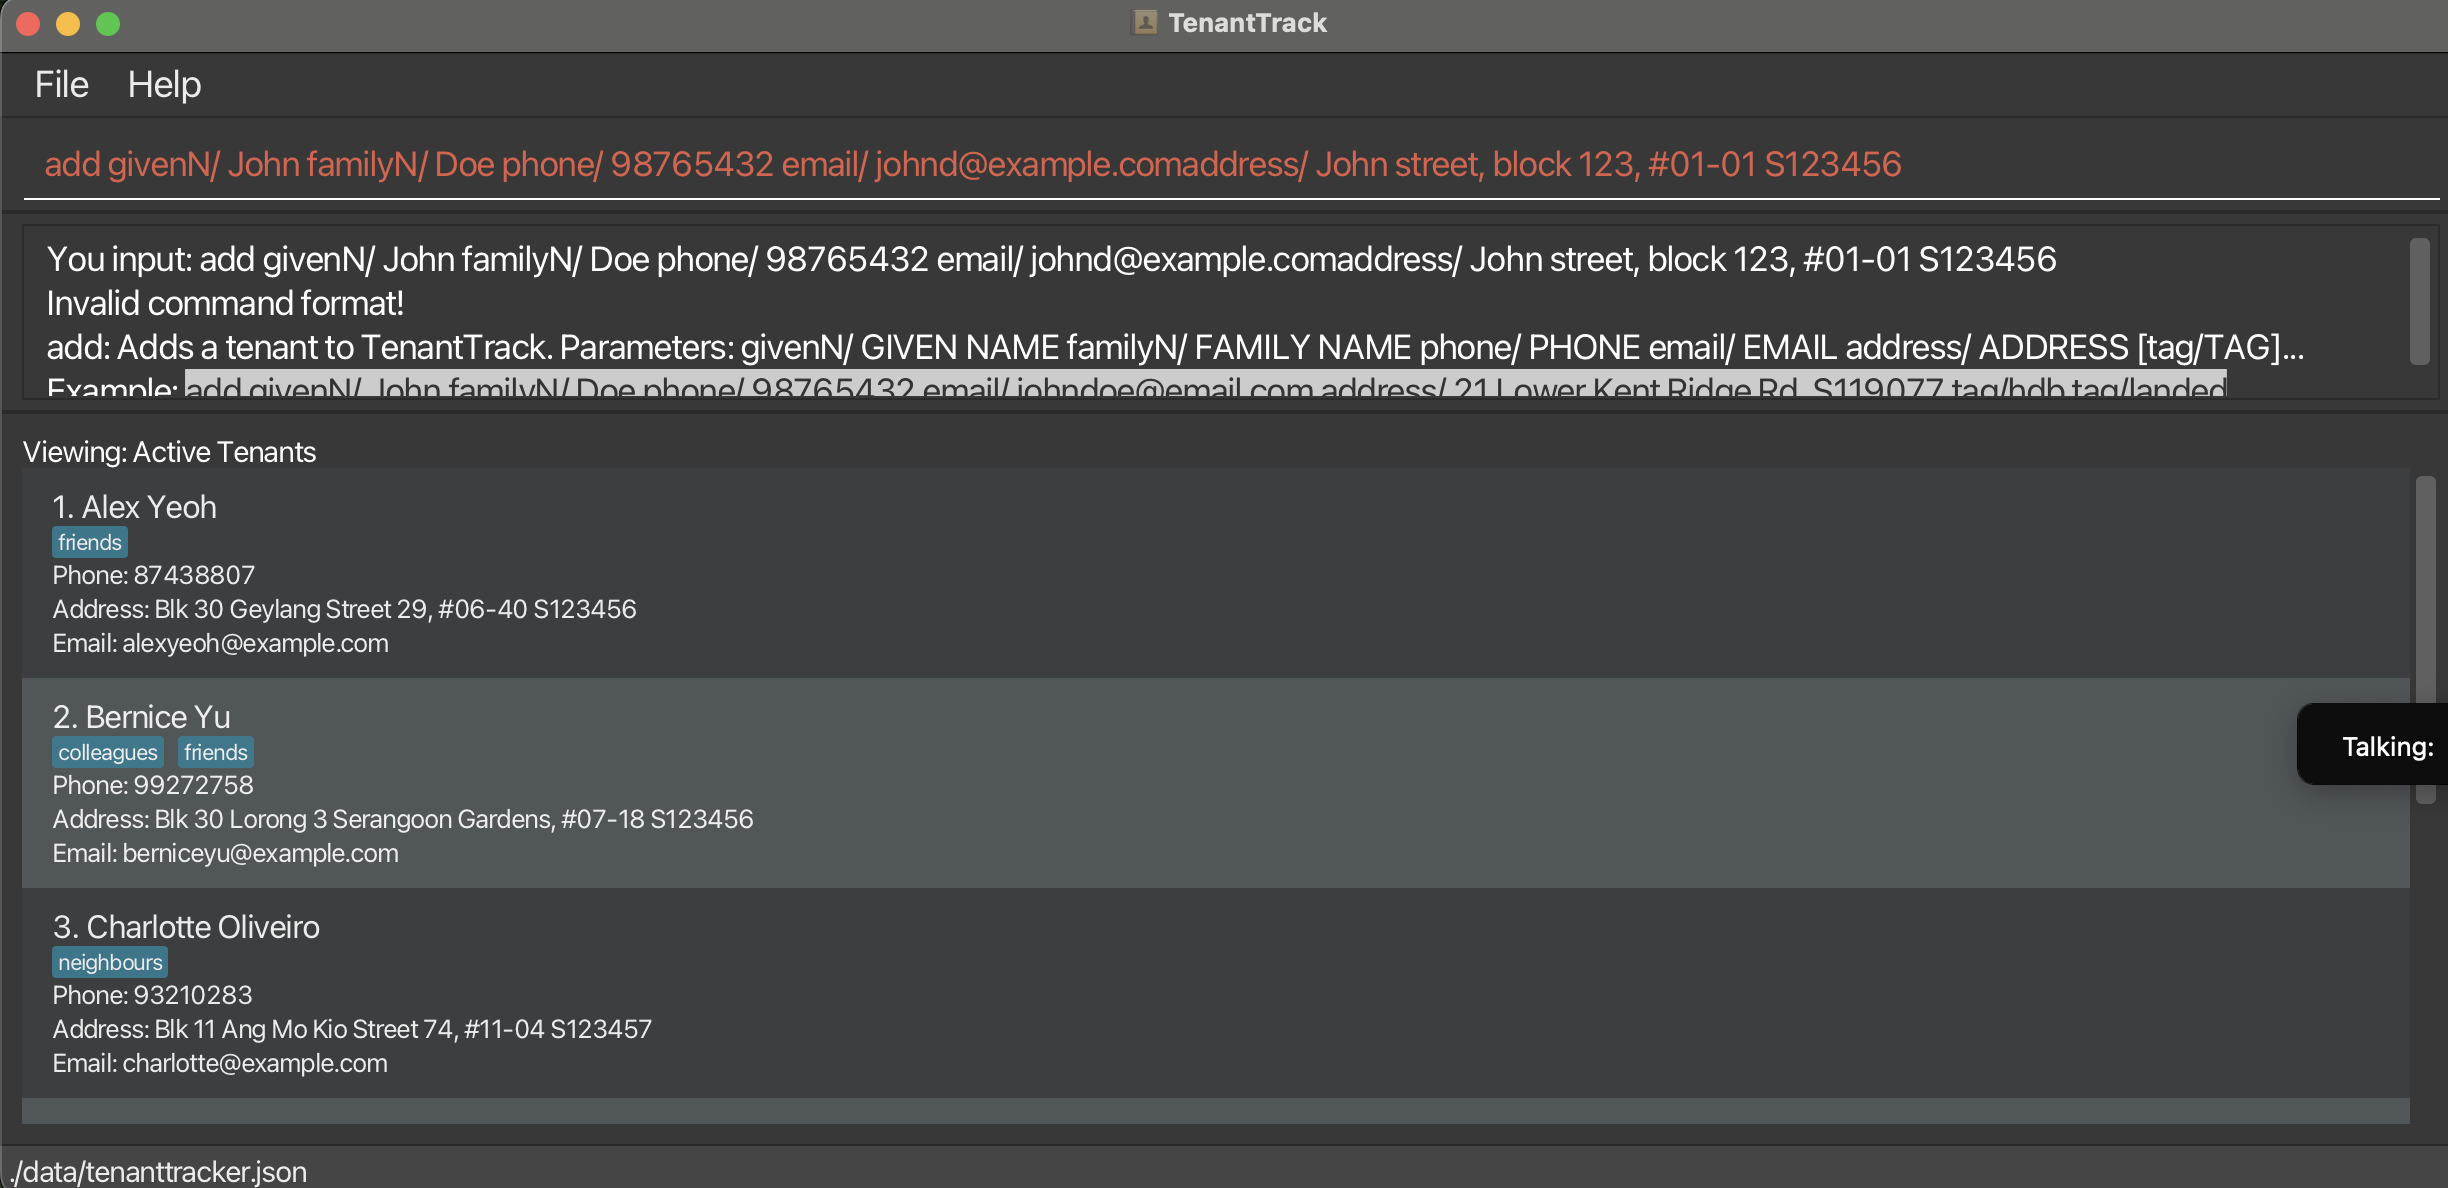 TenantTrack
File Help
add givenN/ John familyN/ Doe phone/ 98765432 email/ johnd@example.comaddress/ John street, block 123, #01-01 S123456
You input: add givenN/ John familyN/ Doe phone/ 98765432 email/ johnd@example.comaddress/ John street, block 123, #01-01 S123456
Invalid command format!
add: Adds a tenant to TenantTrack. Parameters: givenN/ GIVEN NAME familyN/ FAMILY NAME phone/ PHONE email/ EMAIL address/ ADDRESS [tag/TAG]...
Example: add givenN/ John familyN/ Doe phone/ 98765432 email/ johndoe@email.com address/ 21 Lower Kent Ridge Rd, S119077 tag/hdb tag/landed
Viewing: Active Tenants
1. Alex Yeoh
friends
Phone: 87438807
Address: Blk 30 Geylang Street 29, #06-40 S123456
Email: alexyeoh@example.com
2. Bernice Yu
colleagues friends
Phone: 99272758
Address: Blk 30 Lorong 3 Serangoon Gardens, #07-18 S123456
Email: berniceyu@example.com
Talking:
3. Charlotte Oliveiro
neighbours
Phone: 93210283
Address: Blk 11 Ang Mo Kio Street 74, #11-04 S123457
Email: charlotte@example.com
./data/tenanttracker.json